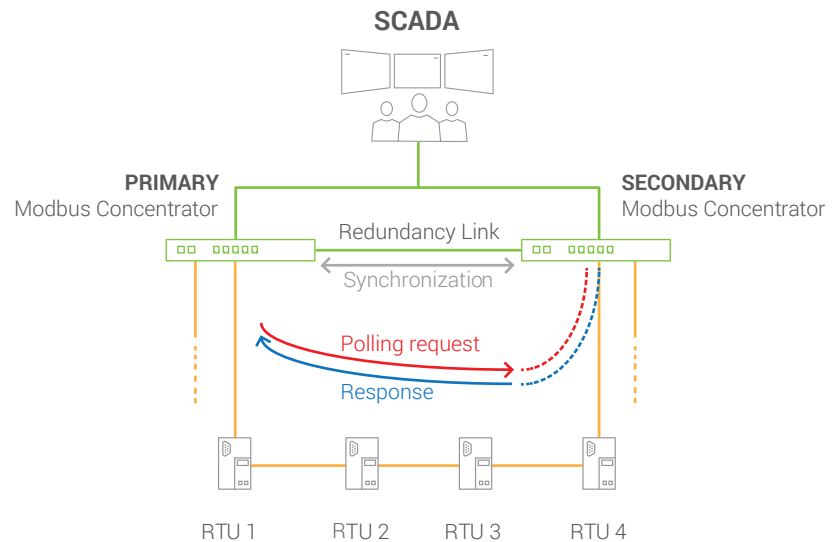 SCADA
PRIMARY
Modbus Concentrator
SECONDARY
Modbus Concentrator
Redundancy Link
Synchronization
Polling request
Response
RTU 1
RTU 2
RTU 3
RTU 4